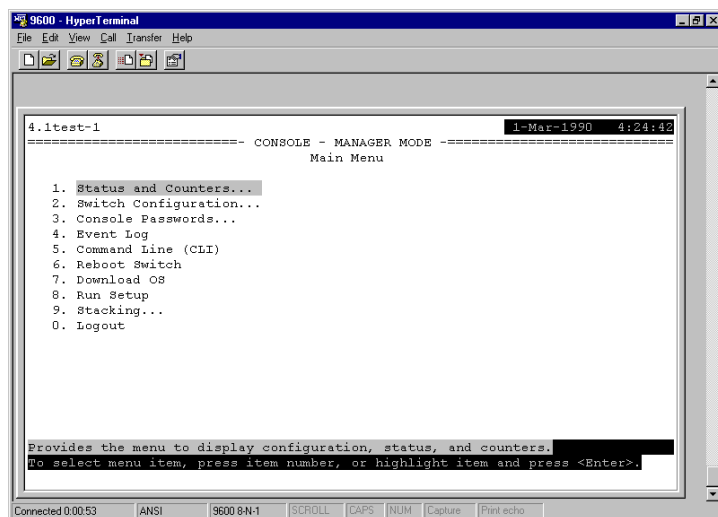 9600 - HyperTerminal
File Edit View Call Transfer Help
4.1test-1 1-Mar-1990 4:24:42
==========================- CONSOLE - MANAGER MODE -============================
Main Menu
1. Status and Counters...
2. Switch Configuration...
3. Console Passwords...
4. Event Log
5. Command Line (CLI)
6. Reboot Switch
7. Download OS
8. Run Setup
9. Stacking...
0. Logout
Provides the menu to display configuration, status, and counters.
To select menu item, press item number, or highlight item and press <Enter>.
Connected 0:00:53 ANSI 9600 8-N-1 SCROLL CAPS NUM Capture Print echo